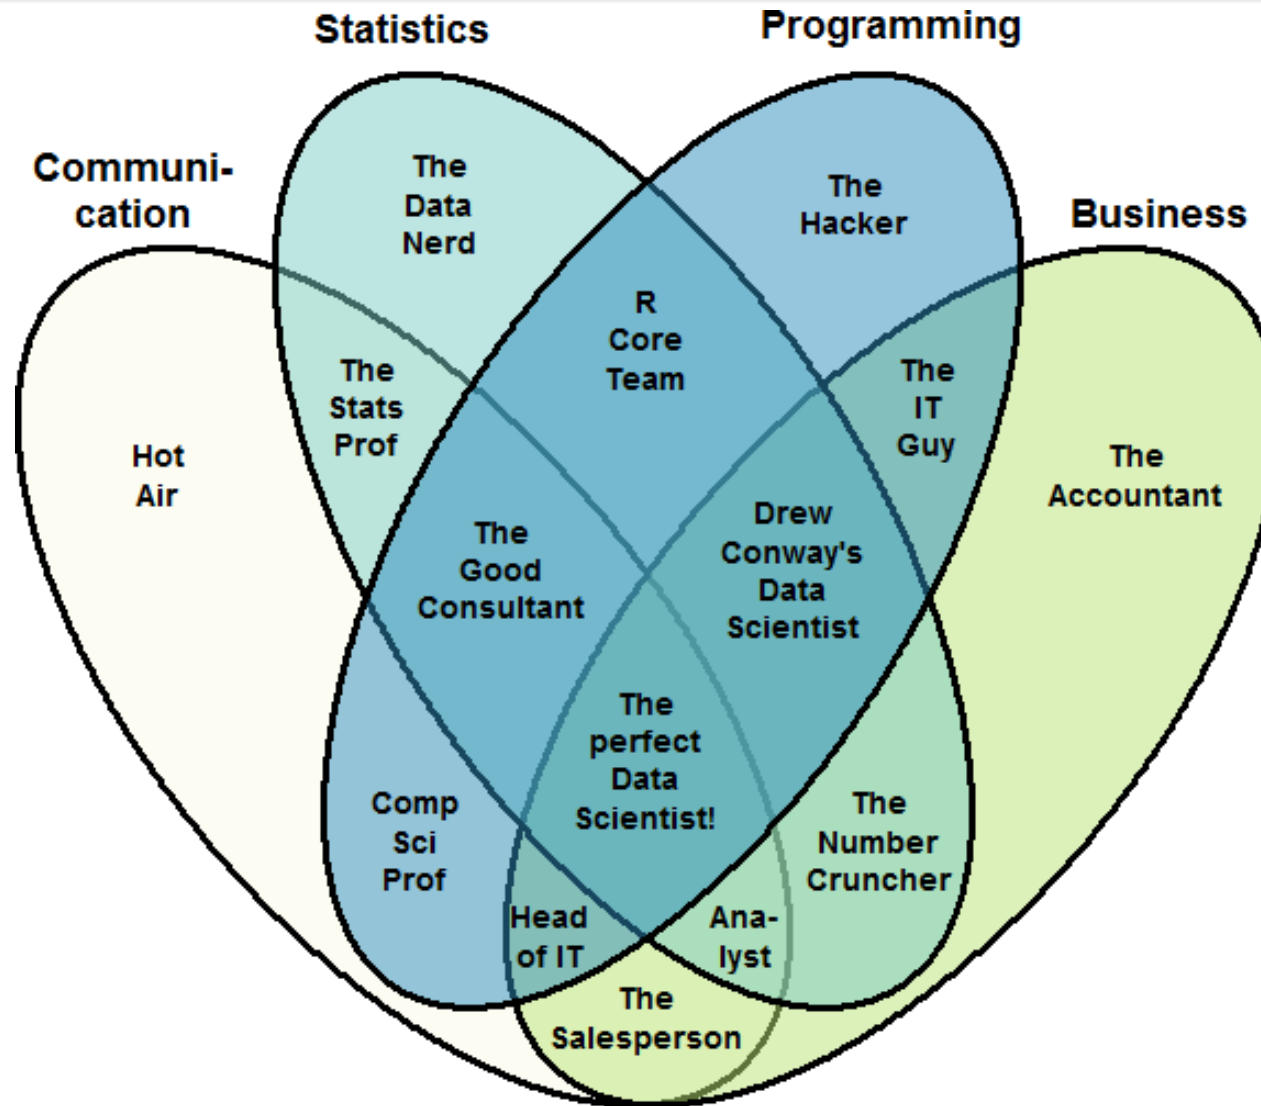 Statistics
Programming
Communi-
cation
Business
The
Data
Nerd
The
Hacker
R
Core
Team
The
Stats
Prof
The
IT
Guy
Hot
Air
The
Accountant
The
Good
Consultant
Drew
Conway's
Data
Scientist
The
perfect
Data
Scientist!
Comp
Sci
Prof
The
Number
Cruncher
Head
of IT
Ana-
lyst
The
Salesperson